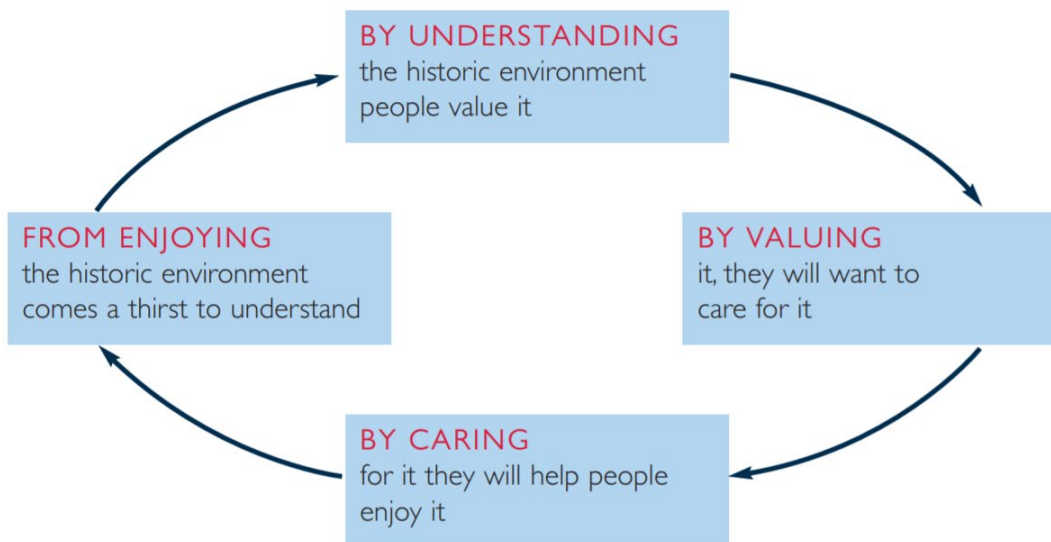 BY UNDERSTANDING
the historic environment
people value it
BY VALUING
it, they will want to
care for it
BY CARING
for it they will help people
enjoy it
FROM ENJOYING
the historic environment
comes a thirst to understand